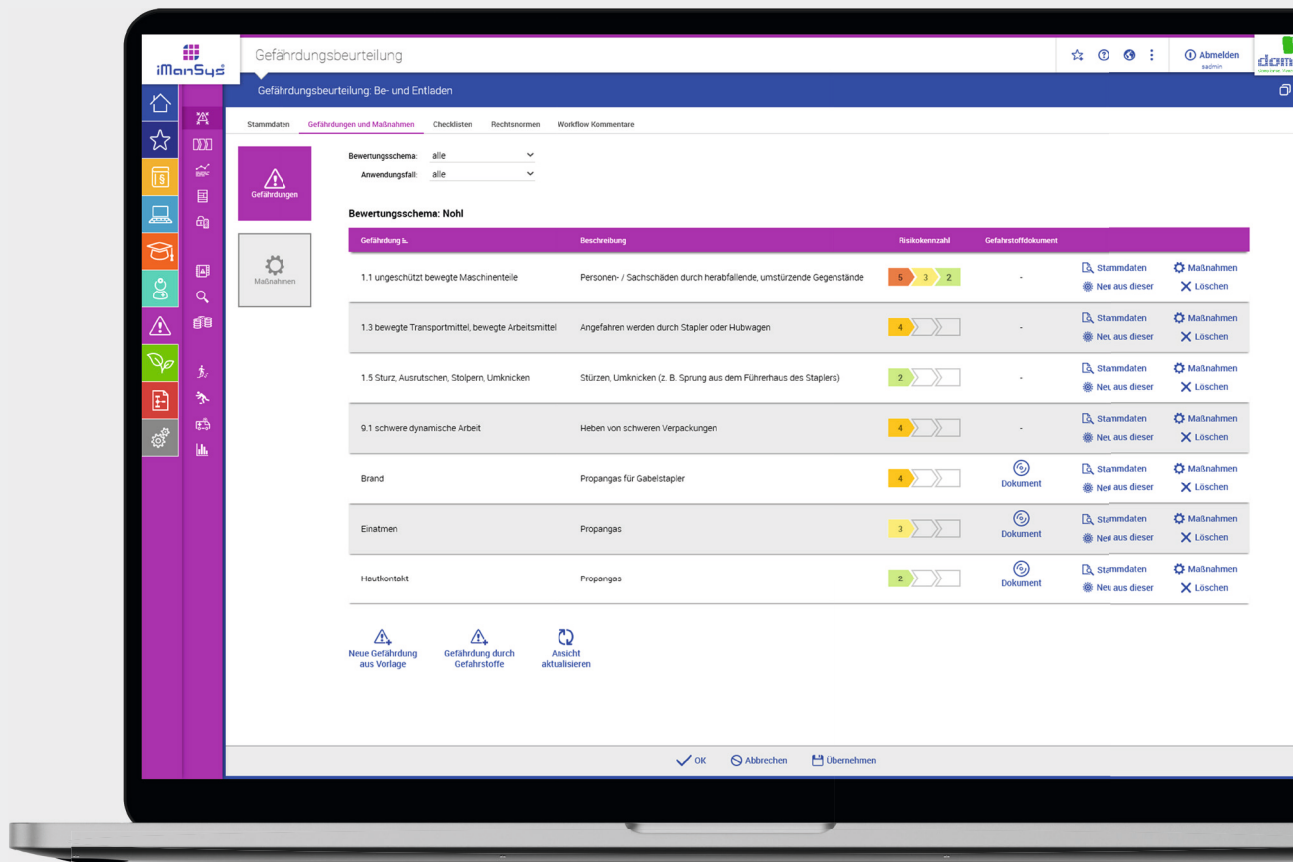 iManSys
Gefährdungsbeurteilung
Abmelden
sadmin
Gefährdungsbeurteilung: Be- und Entladen
Stammdaten Gefährdungen und Maßnahmen Checklisten Rechtsnormen Workflow Kommentare
Gefährdungen
Maßnahmen
Bewertungsschema: alle
Anwendungsfall: alle
Bewertungsschema: Nohl
Gefährdung Beschreibung Risikokennzahl Gefahrstoffdokument
1.1 ungeschützt bewegte Maschinenteile Personen- / Sachschäden durch herabfallende, umstürzende Gegenstände 5 3 2 - Stammdaten Maßnahmen
Neu aus dieser Löschen
1.3 bewegte Transportmittel, bewegte Arbeitsmittel Angefahren werden durch Stapler oder Hubwagen 4 - Stammdaten Maßnahmen
Neu aus dieser Löschen
1.5 Sturz, Ausrutschen, Stolpern, Umknicken Stürzen, Umknicken (z. B. Sprung aus dem Führerhaus des Staplers) 2 - Stammdaten Maßnahmen
Neu aus dieser Löschen
9.1 schwere dynamische Arbeit Heben von schweren Verpackungen 4 - Stammdaten Maßnahmen
Neu aus dieser Löschen
Brand Propangas für Gabelstapler 4 Dokument Stammdaten Maßnahmen
Neu aus dieser Löschen
Einatmen Propangas 3 Dokument Stammdaten Maßnahmen
Neu aus dieser Löschen
Hautkontakt Propangas 2 Dokument Stammdaten Maßnahmen
Neu aus dieser Löschen
Neue Gefährdung
aus Vorlage
Gefährdung durch
Gefahrstoffe
Ansicht
aktualisieren
OK Abbrechen Übernehmen